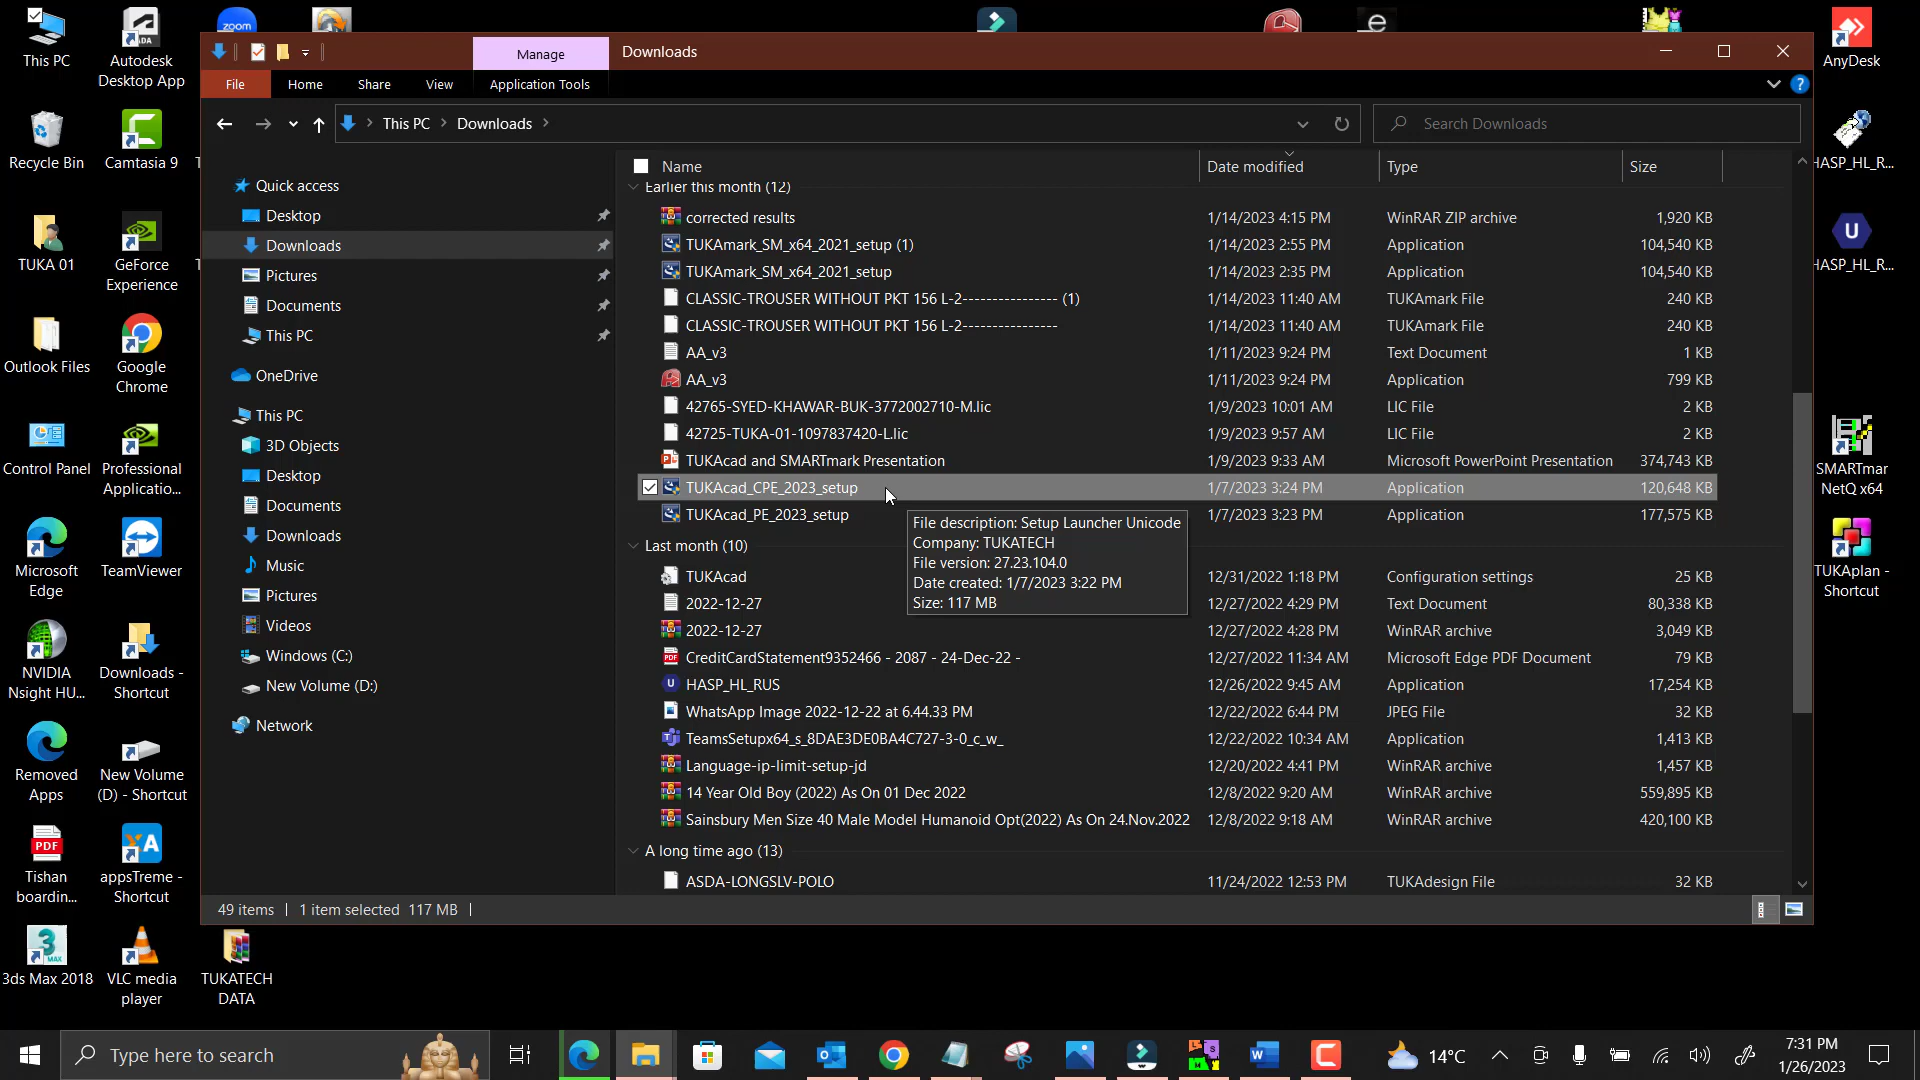 This PC
Autodesk
Desktop App
zoom
AnyDesk
Manage
Downloads
File
Home
Share
View
Application Tools
This PC
Downloads
Search Downloads
Recycle Bin
Camtasia 9
HASP_HL_R...
TUKA 01
GeForce
Experience
HASP_HL_R...
Outlook Files
Google
Chrome
Control Panel
Professional
Applicatio...
SMARTmar
NetQ x64
Microsoft
Edge
TeamViewer
TUKAplan -
Shortcut
NVIDIA
Nsight HU...
Downloads -
Shortcut
Removed
Apps
New Volume
(D) - Shortcut
PDF
Tishan
boardin...
appsTreme -
Shortcut
3ds Max 2018
VLC media
player
TUKATECH
DATA
Quick access
Desktop
Downloads
Pictures
Documents
This PC
OneDrive
This PC
3D Objects
Desktop
Documents
Downloads
Music
Pictures
Videos
Windows (C:)
New Volume (D:)
Network
Name Date modified Type Size
Earlier this month (12)
corrected results 1/14/2023 4:15 PM WinRAR ZIP archive 1,920 KB
TUKAmark_SM_x64_2021_setup (1) 1/14/2023 2:55 PM Application 104,540 KB
TUKAmark_SM_x64_2021_setup 1/14/2023 2:35 PM Application 104,540 KB
CLASSIC-TROUSER WITHOUT PKT 156 L-2---------------- (1) 1/14/2023 11:40 AM TUKAmark File 240 KB
CLASSIC-TROUSER WITHOUT PKT 156 L-2---------------- 1/14/2023 11:40 AM TUKAmark File 240 KB
AA_v3 1/11/2023 9:24 PM Text Document 1 KB
AA_v3 1/11/2023 9:24 PM Application 799 KB
42765-SYED-KHAWAR-BUK-3772002710-M.lic 1/9/2023 10:01 AM LIC File 2 KB
42725-TUKA-01-1097837420-L.lic 1/9/2023 9:57 AM LIC File 2 KB
TUKAcad and SMARTmark Presentation 1/9/2023 9:33 AM Microsoft PowerPoint Presentation 374,743 KB
TUKAcad_CPE_2023_setup 1/7/2023 3:24 PM Application 120,648 KB
TUKAcad_PE_2023_setup 1/7/2023 3:23 PM Application 177,575 KB
File description: Setup Launcher Unicode
Company: TUKATECH
File version: 27.23.104.0
Date created: 1/7/2023 3:22 PM
Size: 117 MB
Last month (10)
TUKAcad 12/31/2022 1:18 PM Configuration settings 25 KB
2022-12-27 12/27/2022 4:29 PM Text Document 80,338 KB
2022-12-27 12/27/2022 4:28 PM WinRAR archive 3,049 KB
CreditCardStatement9352466 - 2087 - 24-Dec-22 - 12/27/2022 11:34 AM Microsoft Edge PDF Document 79 KB
HASP_HL_RUS 12/26/2022 9:45 AM Application 17,254 KB
WhatsApp Image 2022-12-22 at 6.44.33 PM 12/22/2022 6:44 PM JPEG File 32 KB
TeamsSetupx64_s_8DAE3DE0BA4C727-3-0_c_w_ 12/22/2022 10:34 AM Application 1,413 KB
Language-ip-limit-setup-jd 12/20/2022 4:41 PM WinRAR archive 1,457 KB
14 Year Old Boy (2022) As On 01 Dec 2022 12/8/2022 9:20 AM WinRAR archive 559,895 KB
Sainsbury Men Size 40 Male Model Humanoid Opt(2022) As On 24.Nov.2022 12/8/2022 9:18 AM WinRAR archive 420,100 KB
A long time ago (13)
ASDA-LONGSLV-POLO 11/24/2022 12:53 PM TUKAdesign File 32 KB
49 items 1 item selected 117 MB
Type here to search
14°C
7:31 PM
1/26/2023